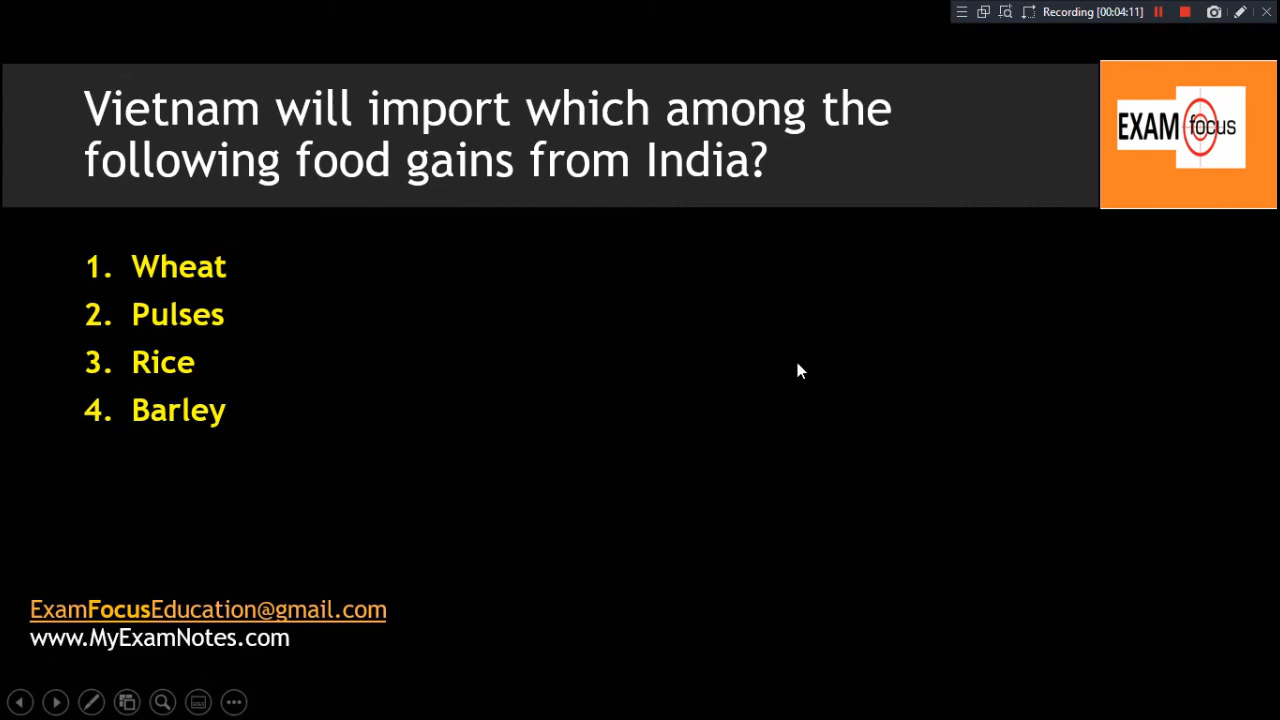 Recording [00:04:11]
Vietnam will import which among the
following food gains from India?
EXAM focus
1. Wheat
2. Pulses
3. Rice
4. Barley
ExamFocusEducation@gmail.com
www.MyExamNotes.com